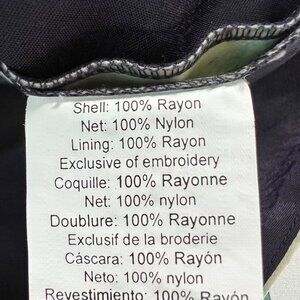 Shell: 100% Rayon
Net: 100% Nylon
Lining: 100% Rayon
Exclusive of embroidery
Coquille: 100% Rayonne
Net: 100% nylon
Doublure: 100% Rayonne
Exclusif de la broderie
Cáscara: 100% Rayón
Neto: 100% nylon
Revestimiento: 100% Rayón